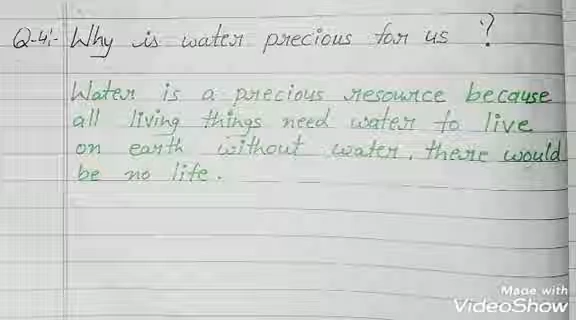 Q-4:- Why is water precious for us ?
Water is a precious resource because
all living things need water to live
on earth without water, there would
be no life.
Made with
VideoShow